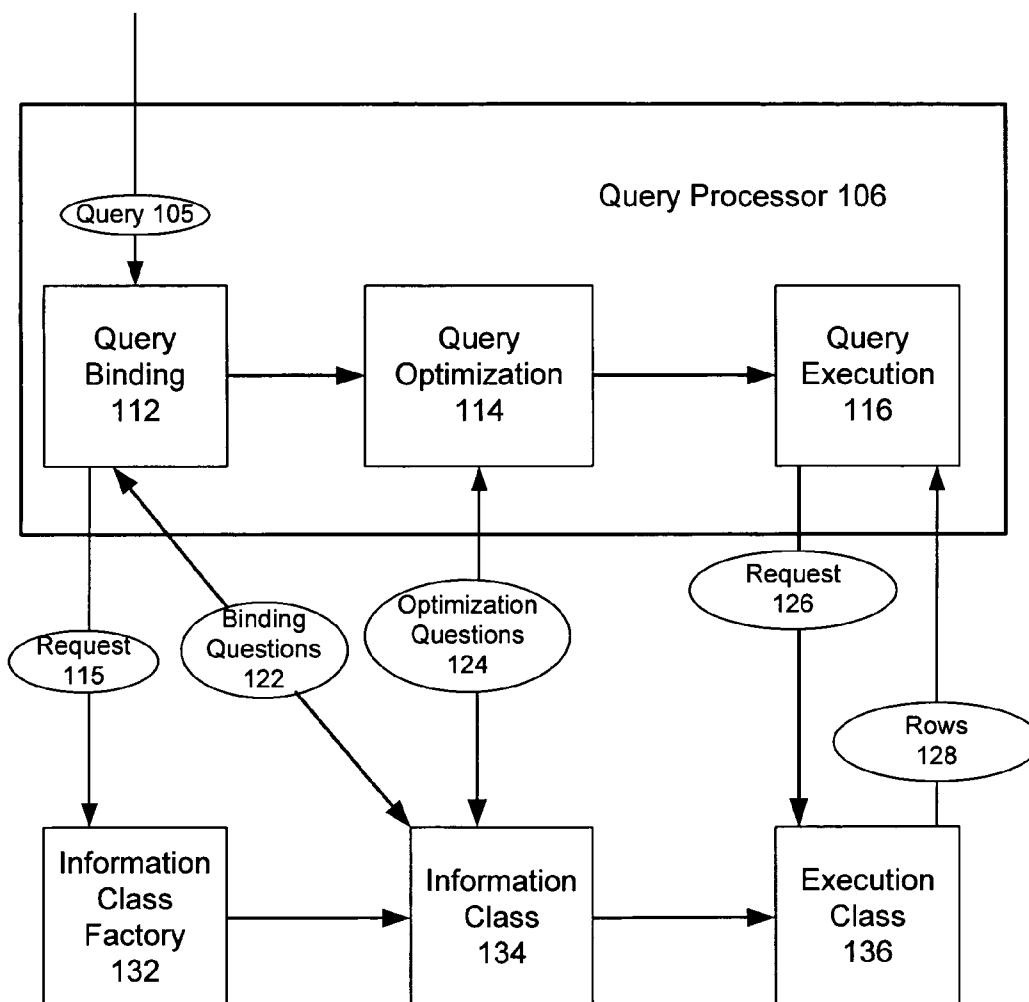 Query Processor 106
Query 105
Query
Binding
112
Query
Optimization
114
Query
Execution
116
Request
115
Binding
Questions
122
Optimization
Questions
124
Request
126
Rows
128
Information
Class
Factory
132
Information
Class
134
Execution
Class
136